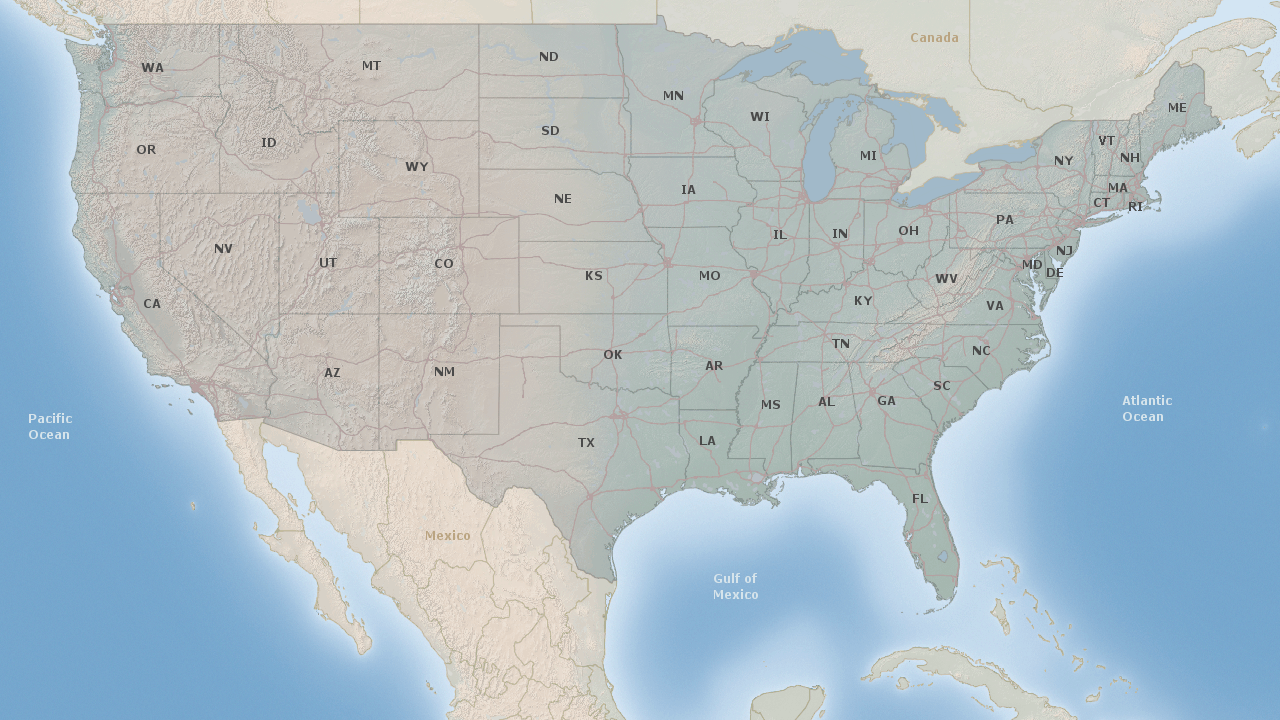 Canada
ND
MT
WA
MN
ME
WI
SD
VT
OR
ID
MI
NH
NY
WY
MA
IA
NE
CT
RI
PA
OH
IL
IN
NV
NJ
UT
CO
MD
DE
KS
MO
WV
CA
KY
VA
TN
NC
OK
AR
AZ
NM
SC
MS
AL
GA
Atlantic
Ocean
Pacific
Ocean
TX
LA
FL
Mexico
Gulf of
Mexico